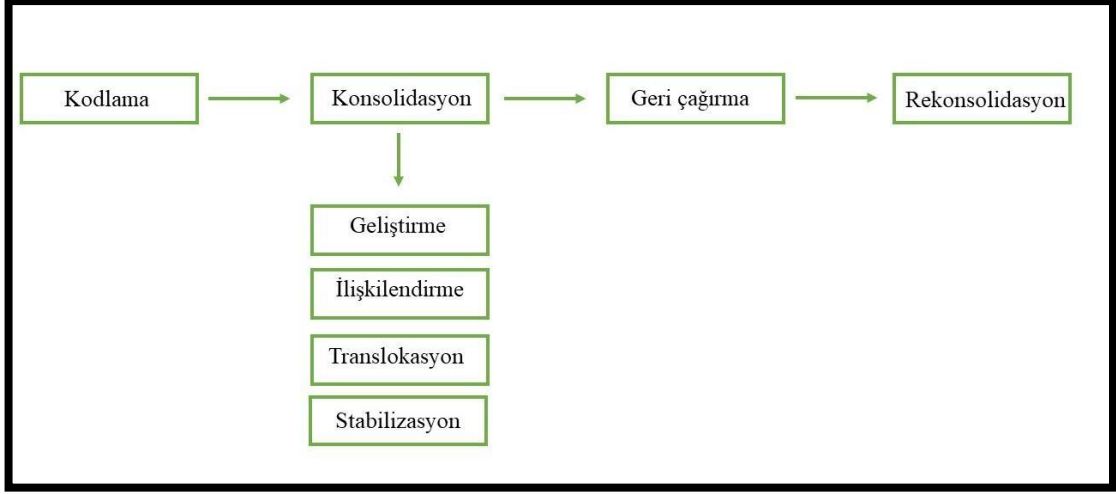 Kodlama
Konsolidasyon
Geri çağırma
Rekonsolidasyon
Geliştirme
İlişkilendirme
Translokasyon
Stabilizasyon